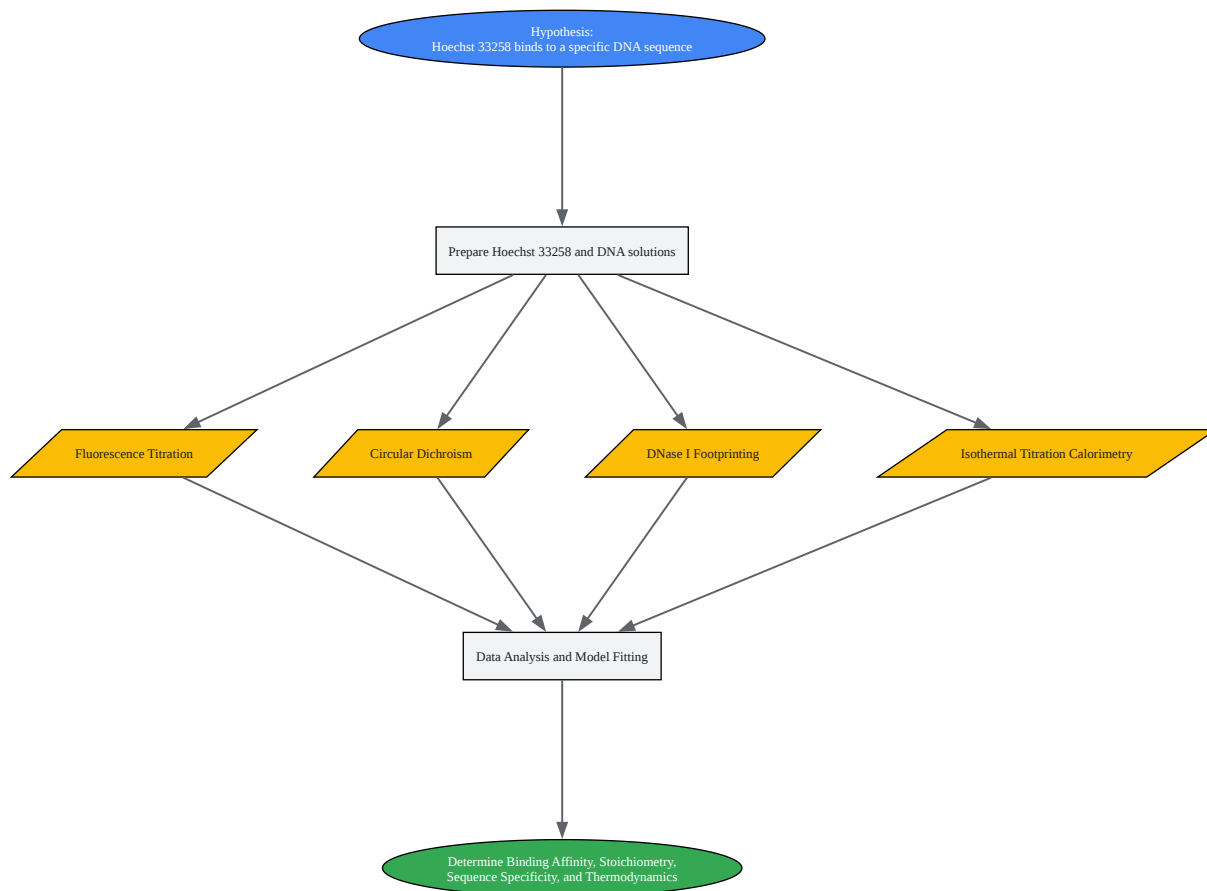 Hypothesis:
Hoechst 33258 binds to a specific DNA sequence
Prepare Hoechst 33258 and DNA solutions
Fluorescence Titration
Circular Dichroism
DNase I Footprinting
Isothermal Titration Calorimetry
Data Analysis and Model Fitting
Determine Binding Affinity, Stoichiometry,
Sequence Specificity, and Thermodynamics